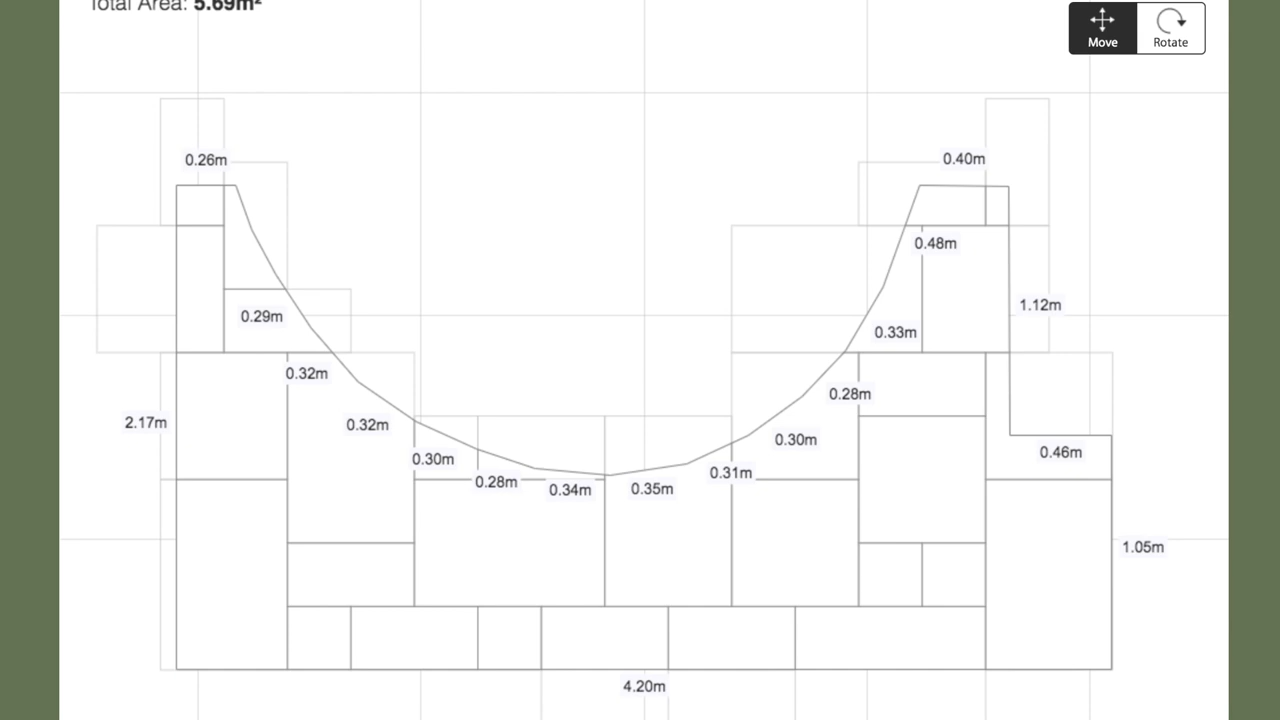 Total Area: 5.69m²
Move
Rotate
0.26m
0.40m
0.48m
1.12m
0.29m
0.33m
0.32m
0.28m
2.17m
0.32m
0.30m
0.30m
0.46m
0.31m
0.28m
0.34m
0.35m
1.05m
4.20m